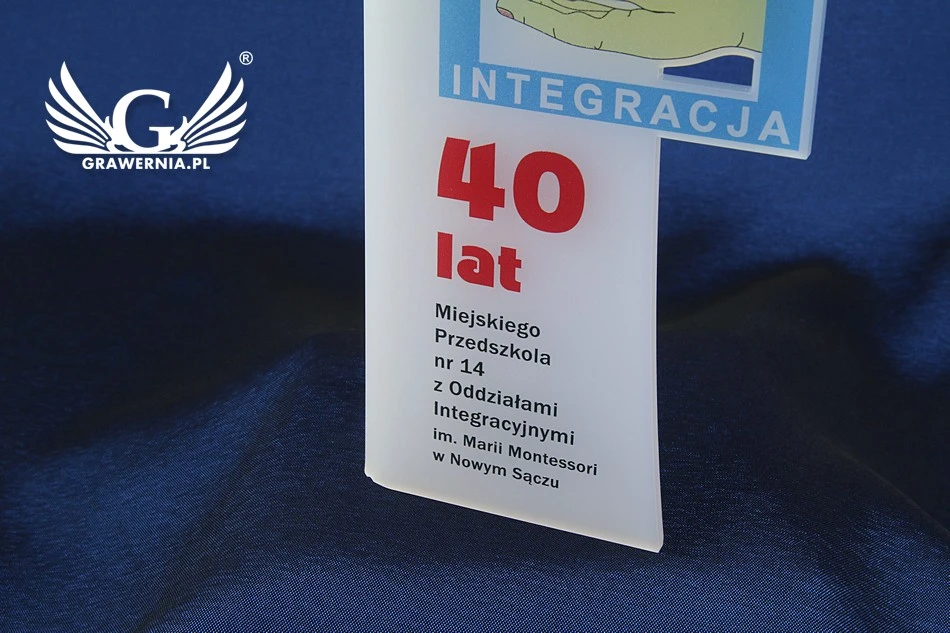 G
®
GRAWERNIA.PL
INTEGRACJA
40
lat
Miejskiego
Przedszkola
nr 14
z Oddziałami
Integracyjnymi
im. Marii Montessori
w Nowym Sączu